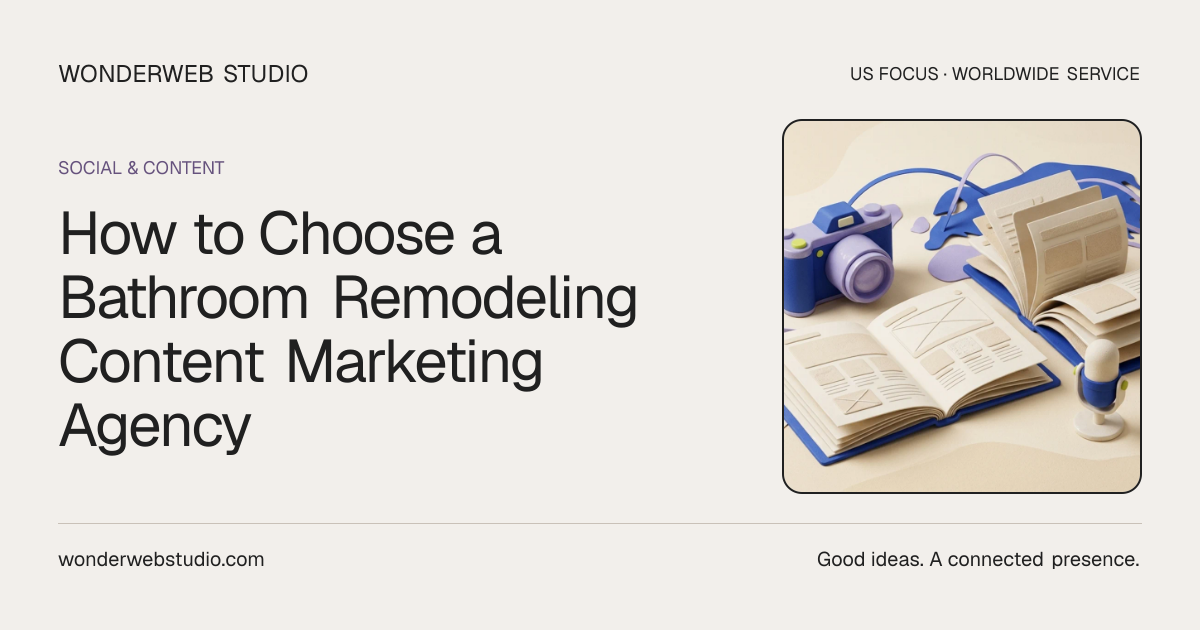 WONDERWEB STUDIO
US FOCUS · WORLDWIDE SERVICE
SOCIAL & CONTENT
How to Choose a
Bathroom Remodeling
Content Marketing
Agency
wonderwebstudio.com
Good ideas. A connected presence.